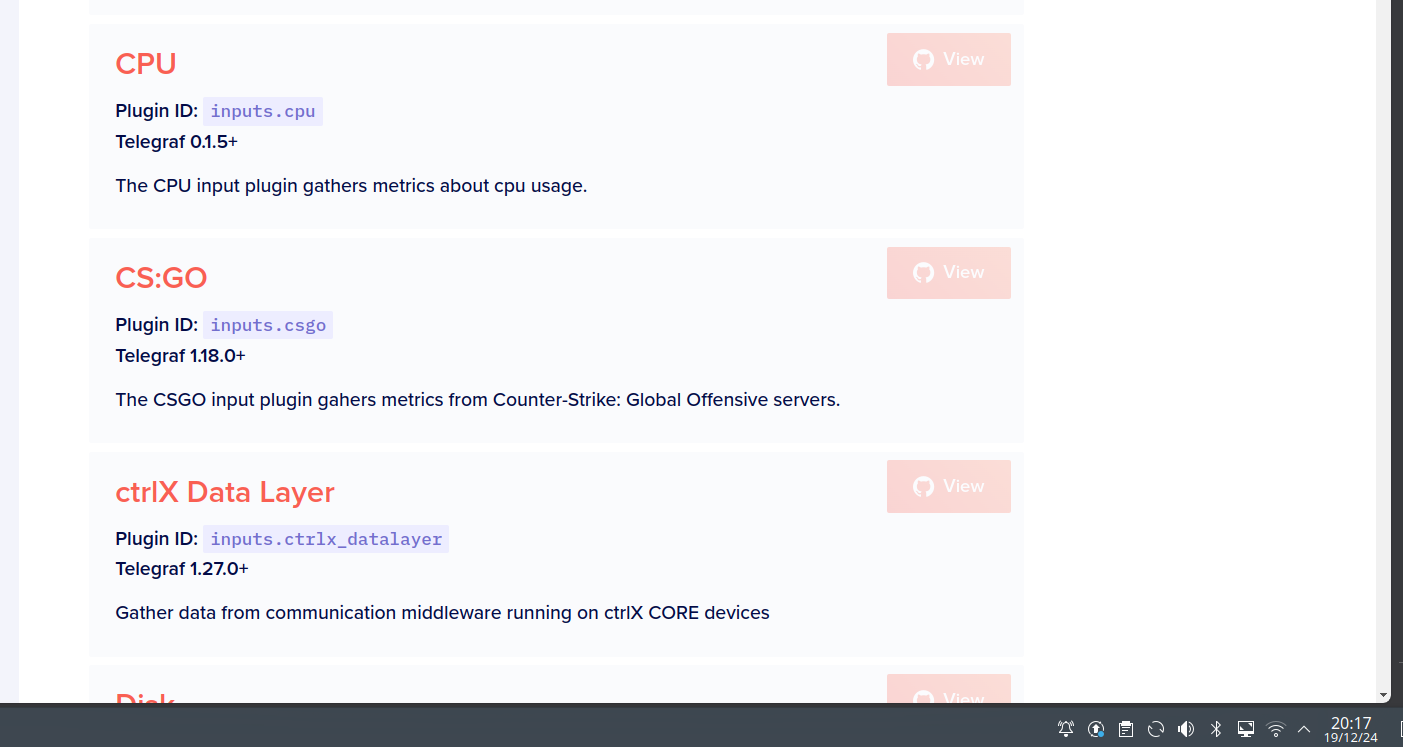 CPU
View
Plugin ID: inputs.cpu
Telegraf 0.1.5+
The CPU input plugin gathers metrics about cpu usage.
CS:GO
View
Plugin ID: inputs.csgo
Telegraf 1.18.0+
The CSGO input plugin gahers metrics from Counter-Strike: Global Offensive servers.
ctrlX Data Layer
View
Plugin ID: inputs.ctrlx_datalayer
Telegraf 1.27.0+
Gather data from communication middleware running on ctrlX CORE devices
Disk
View
20:17
19/12/24